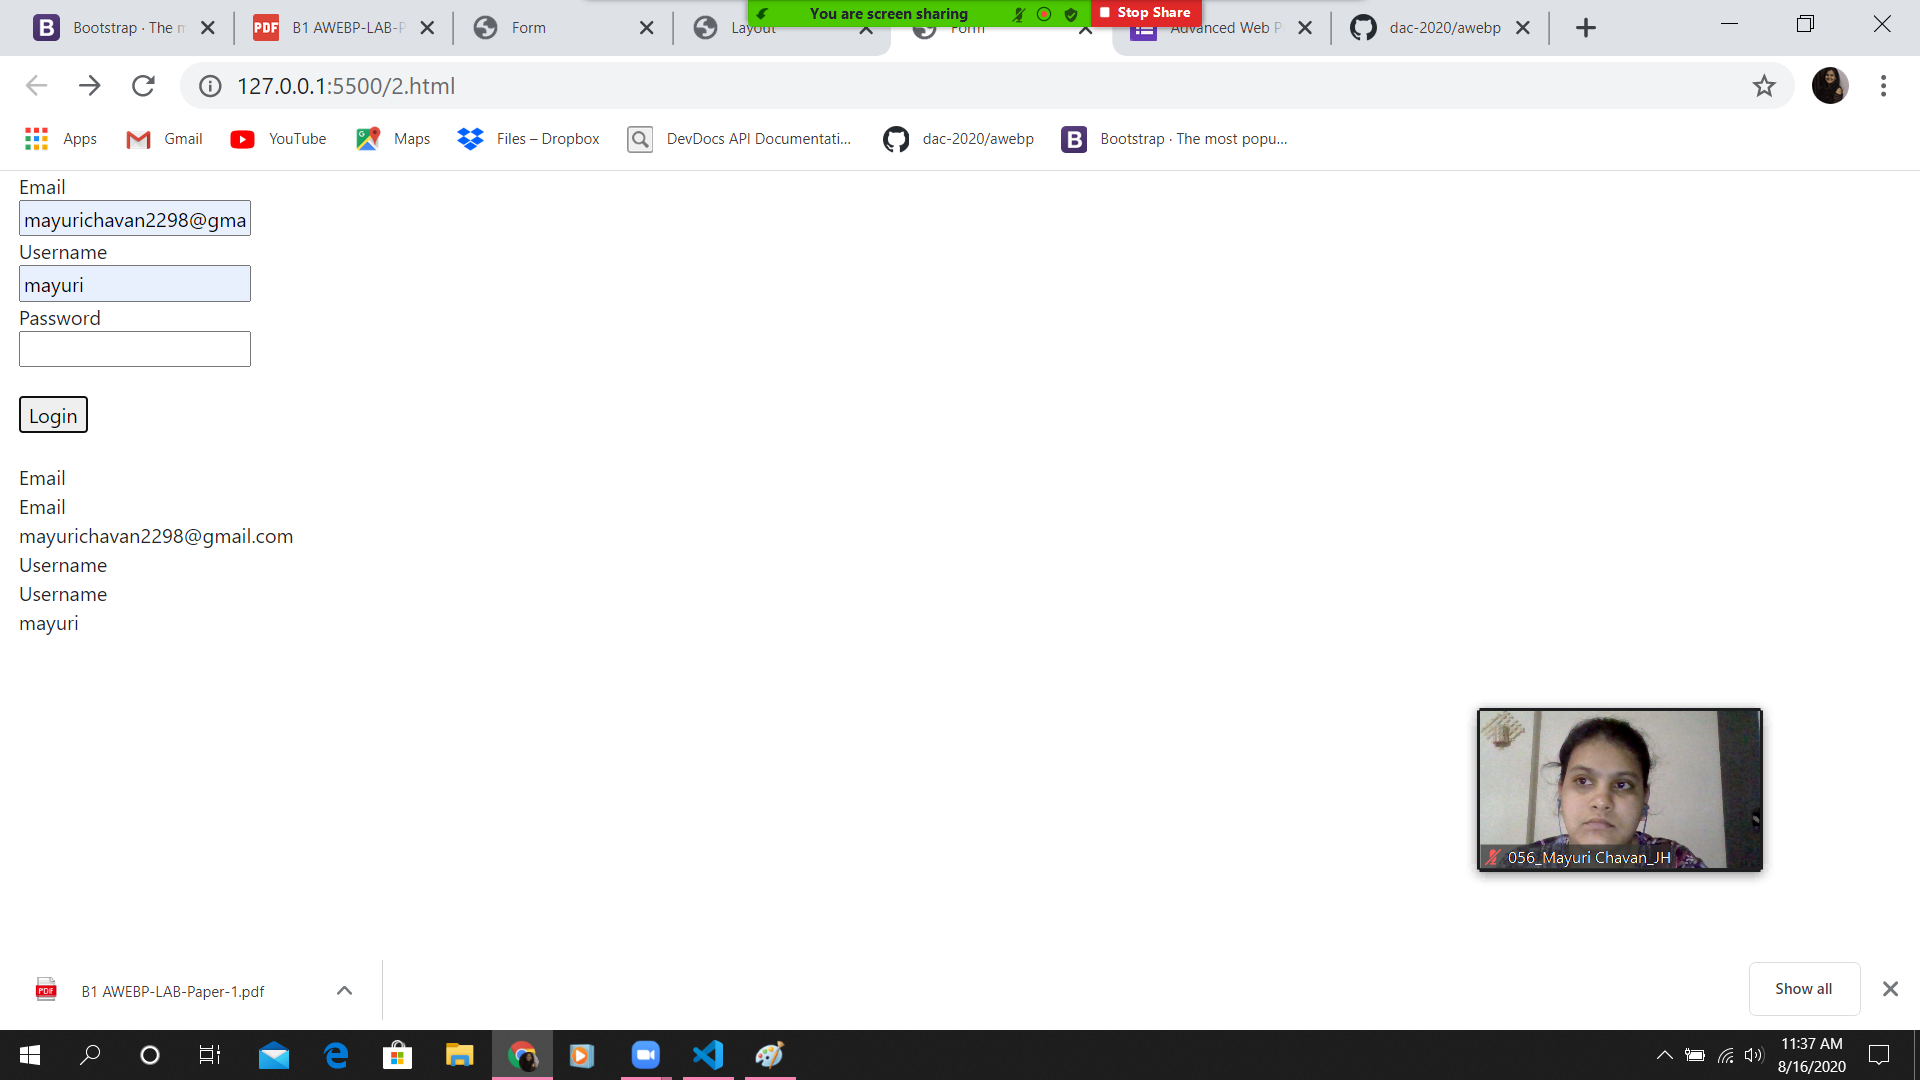 Bootstrap · The m
B1 AWEBP-LAB-P
Form
Layout
Form
Advanced Web P
dac-2020/awebp
You are screen sharing
Stop Share
127.0.0.1:5500/2.html
Apps
Gmail
YouTube
Maps
Files – Dropbox
DevDocs API Documentati...
dac-2020/awebp
Bootstrap · The most popu...
Email
mayurichavan2298@gma
Username
mayuri
Password
Login
Email
Email
mayurichavan2298@gmail.com
Username
Username
mayuri
056_Mayuri Chavan_JH
PDF
B1 AWEBP-LAB-Paper-1.pdf
Show all
11:37 AM
8/16/2020